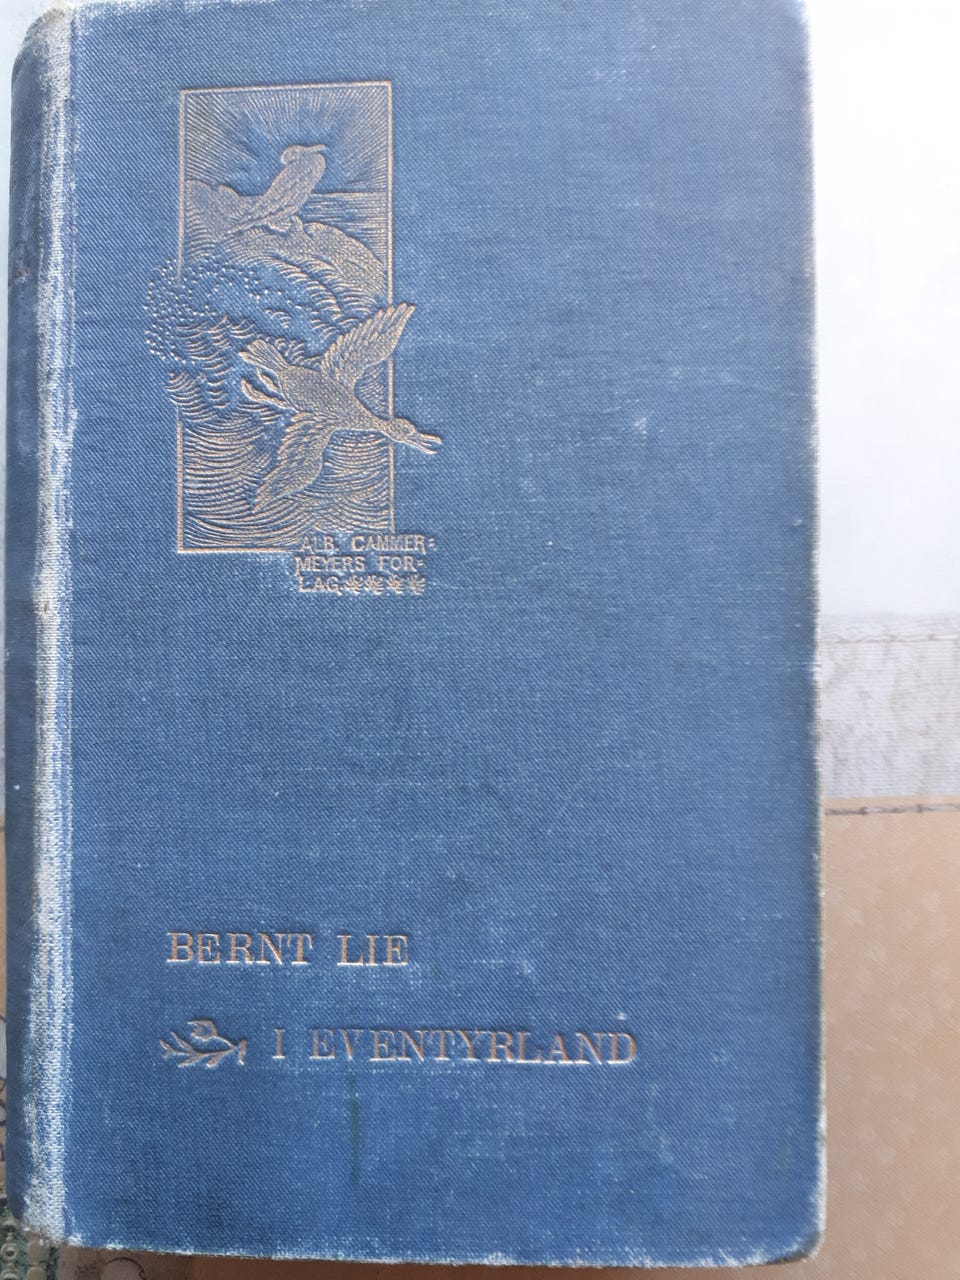 ALB. CAMMER-
MEYERS FOR-
LAG
BERNT LIE
I EVENTYRLAND